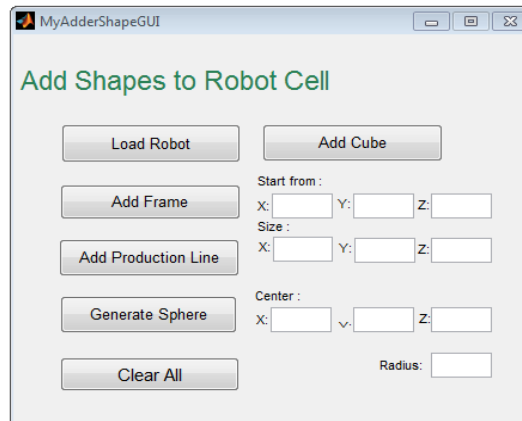 MyAdderShapeGUI
Add Shapes to Robot Cell
Load Robot Add Cube
Start from :
Add Frame X: Y: Z:
Size :
Add Production Line X: Y: Z:
Center :
Generate Sphere X: Y: Z:
Clear All Radius: